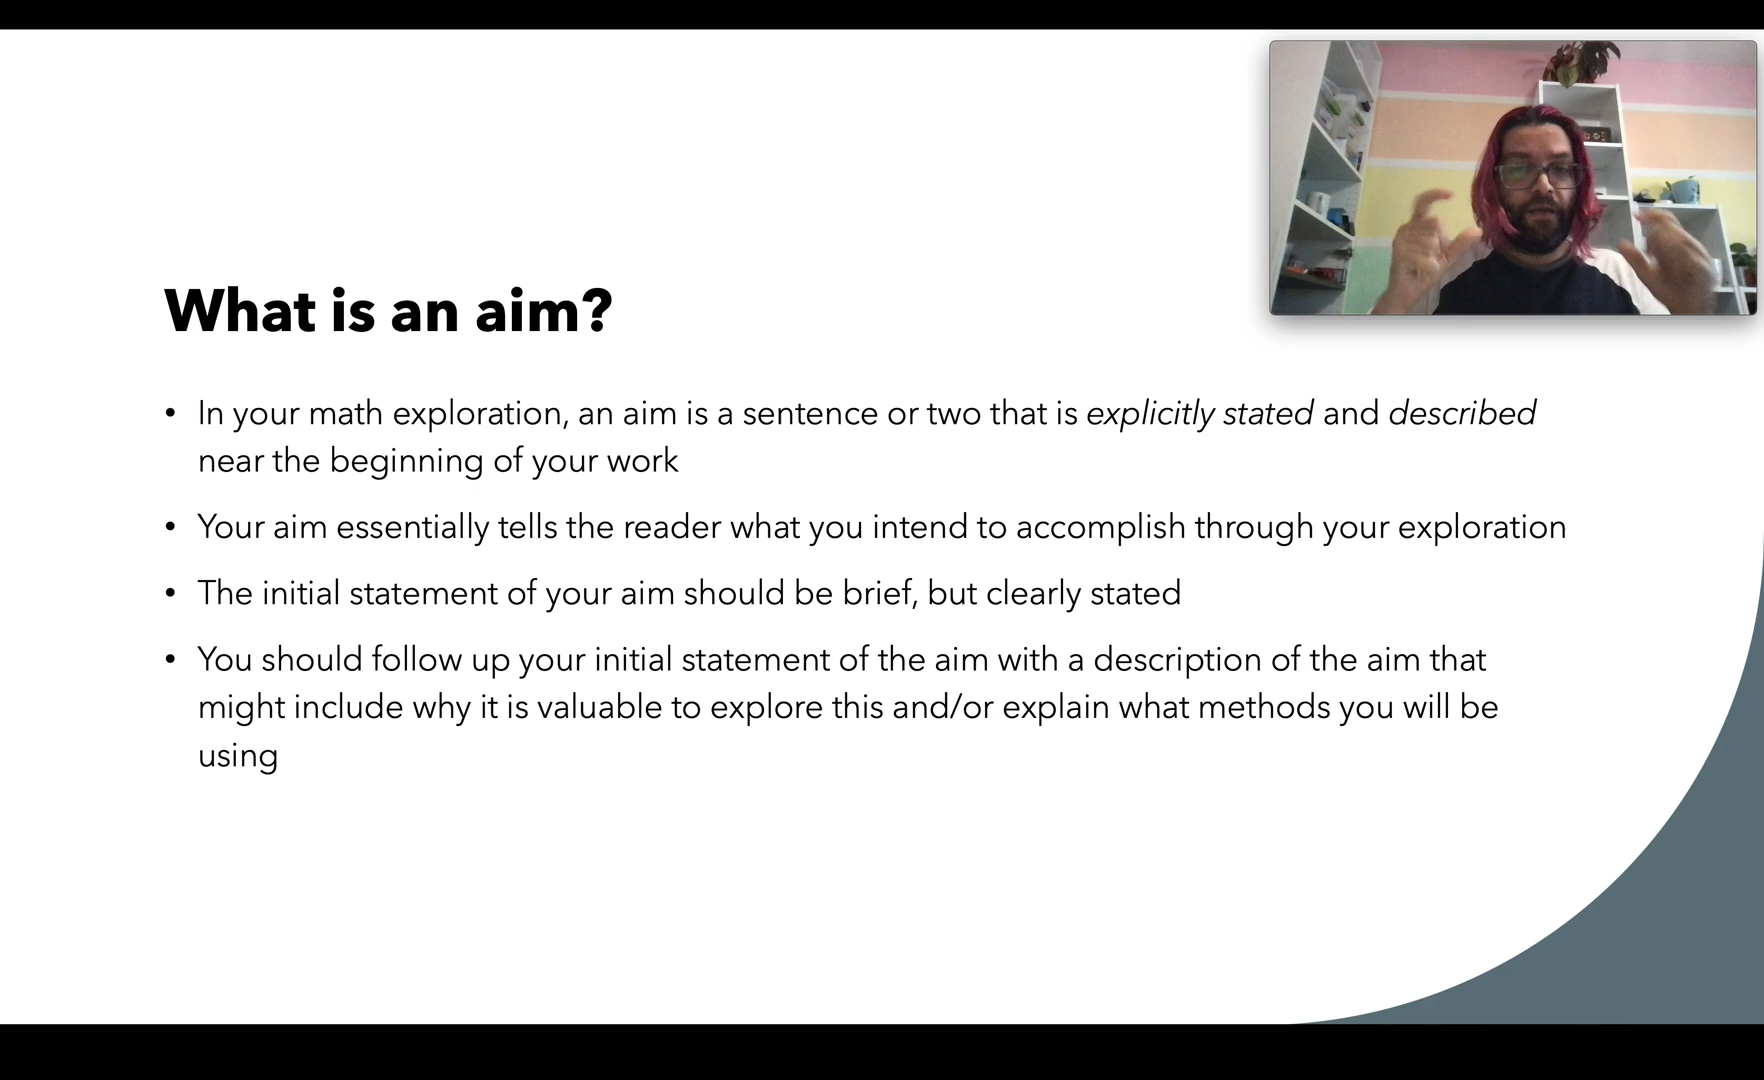 What is an aim?
• In your math exploration, an aim is a sentence or two that is explicitly stated and described
near the beginning of your work
• Your aim essentially tells the reader what you intend to accomplish through your exploration
• The initial statement of your aim should be brief, but clearly stated
• You should follow up your initial statement of the aim with a description of the aim that
might include why it is valuable to explore this and/or explain what methods you will be
using